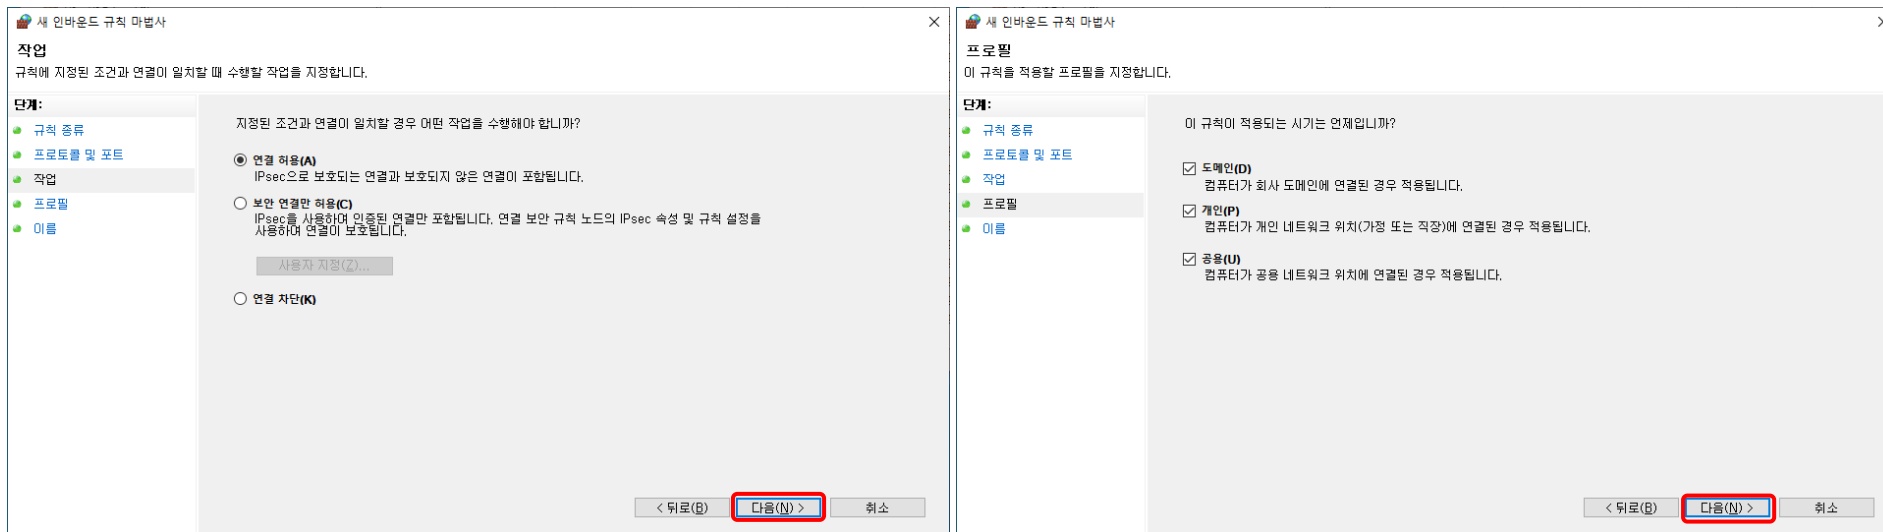 새 인바운드 규칙 마법사
작업
규칙에 지정된 조건과 연결이 일치할 때 수행할 작업을 지정합니다.
단계:
규칙 종류
프로토콜 및 포트
작업
프로필
이름
지정된 조건과 연결이 일치할 경우 어떤 작업을 수행해야 합니까?
연결 허용(A)
IPsec으로 보호되는 연결과 보호되지 않은 연결이 포함됩니다.
보안 연결만 허용(C)
IPsec을 사용하여 인증된 연결만 포함됩니다. 연결 보안 규칙 노드의 IPsec 속성 및 규칙 설정을
사용하여 연결이 보호됩니다.
사용자 지정(Z)...
연결 차단(K)
< 뒤로(B)
다음(N) >
취소
새 인바운드 규칙 마법사
프로필
이 규칙을 적용할 프로필을 지정합니다.
단계:
규칙 종류
프로토콜 및 포트
작업
프로필
이름
이 규칙이 적용되는 시기는 언제입니까?
도메인(D)
컴퓨터가 회사 도메인에 연결된 경우 적용됩니다.
개인(P)
컴퓨터가 개인 네트워크 위치(가정 또는 직장)에 연결된 경우 적용됩니다.
공용(U)
컴퓨터가 공용 네트워크 위치에 연결된 경우 적용됩니다.
< 뒤로(B)
다음(N) >
취소